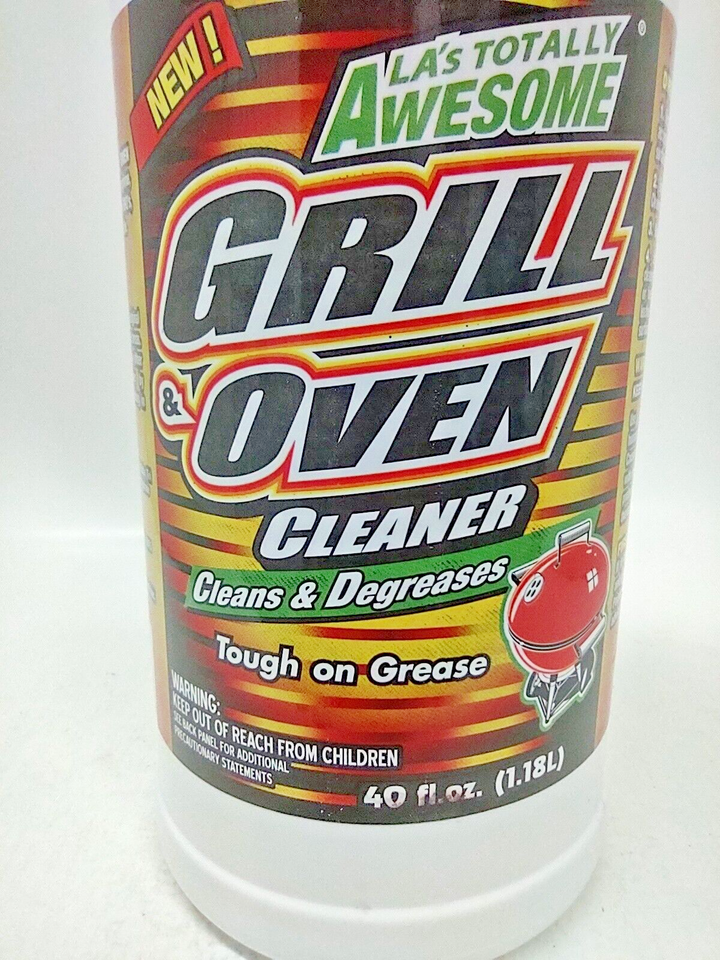 NEW!
LA's TOTALLY
AWESOME
®
GRILL
& OVEN
CLEANER
Cleans & Degreases
Tough on Grease
WARNING:
KEEP OUT OF REACH FROM CHILDREN
SEE BACK PANEL FOR ADDITIONAL
PRECAUTIONARY STATEMENTS
40 fl.oz. (1.18L)